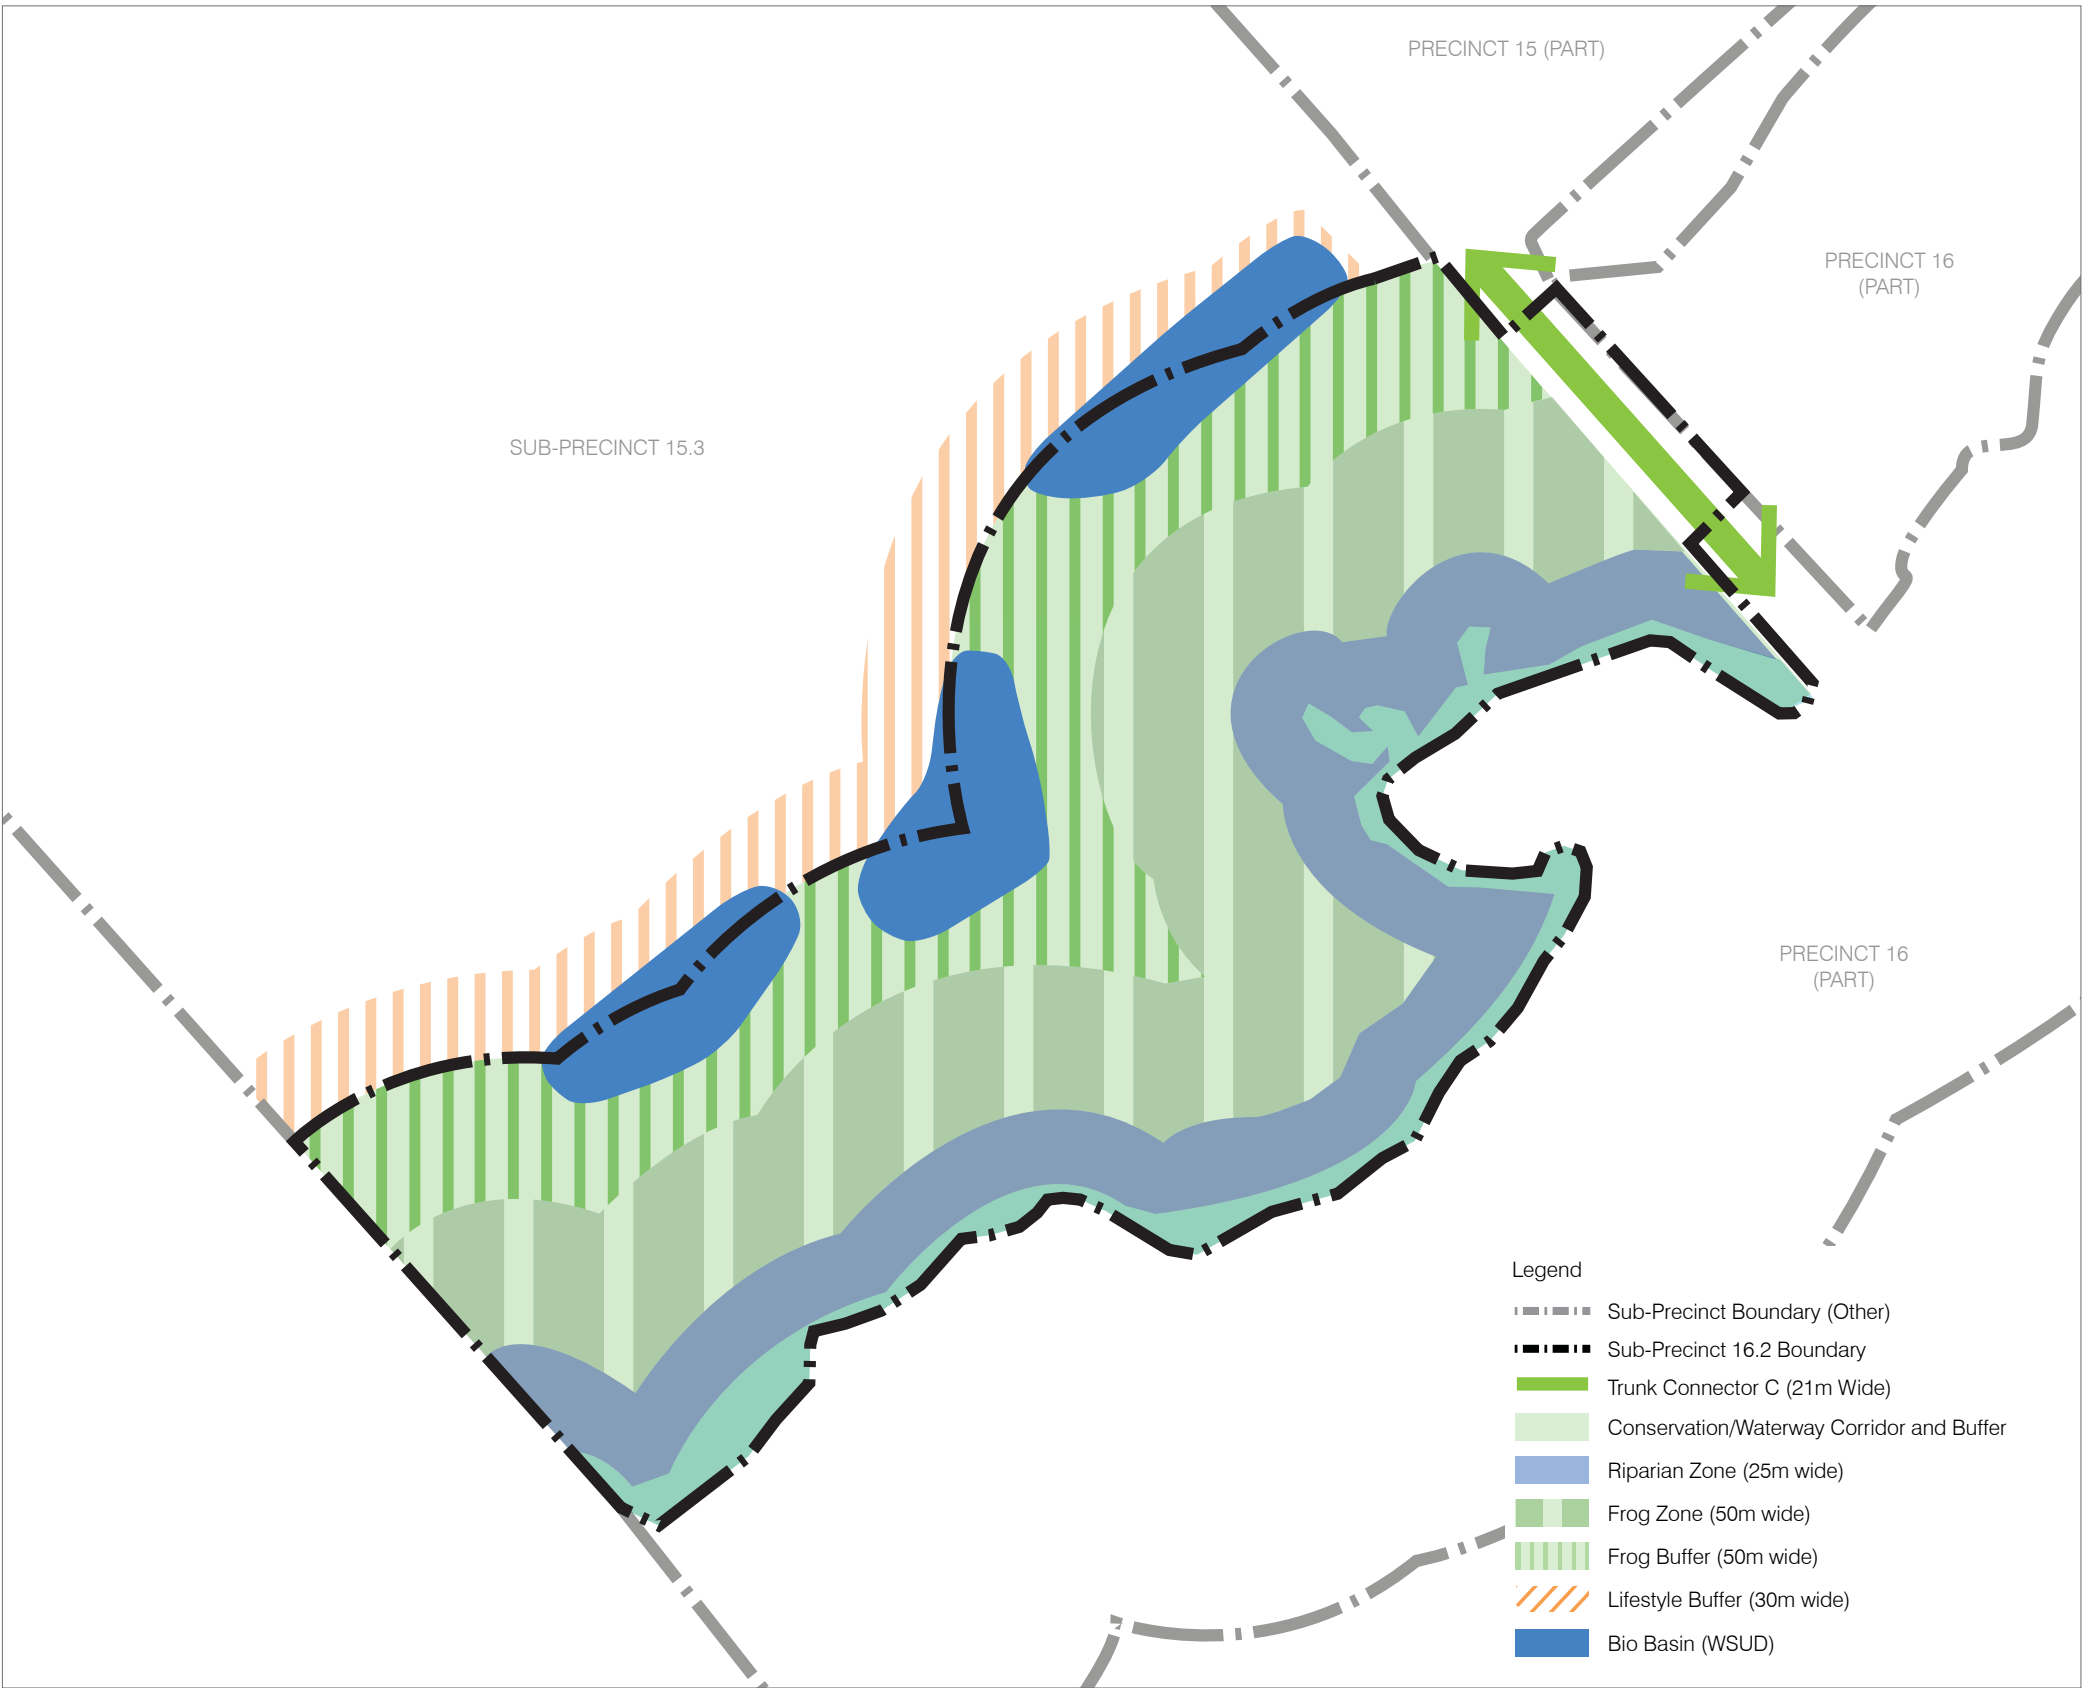 PRECINCT 15 (PART)
PRECINCT 16
(PART)
SUB-PRECINCT 15.3
PRECINCT 16
(PART)
Legend
Sub-Precinct Boundary (Other)
Sub-Precinct 16.2 Boundary
Trunk Connector C (21m Wide)
Conservation/Waterway Corridor and Buffer
Riparian Zone (25m wide)
Frog Zone (50m wide)
Frog Buffer (50m wide)
Lifestyle Buffer (30m wide)
Bio Basin (WSUD)